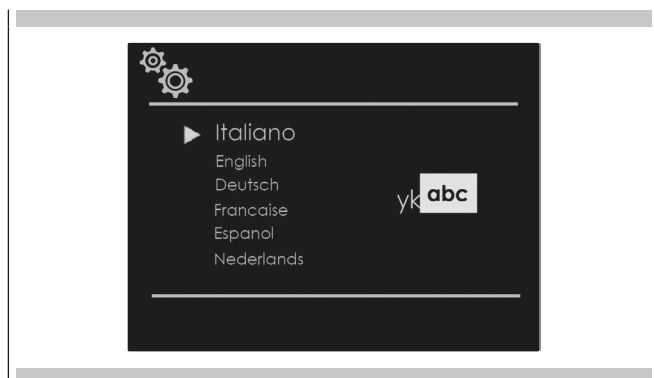 Italiano
English
Deutsch
Francaise
Espanol
Nederlands
yk abc